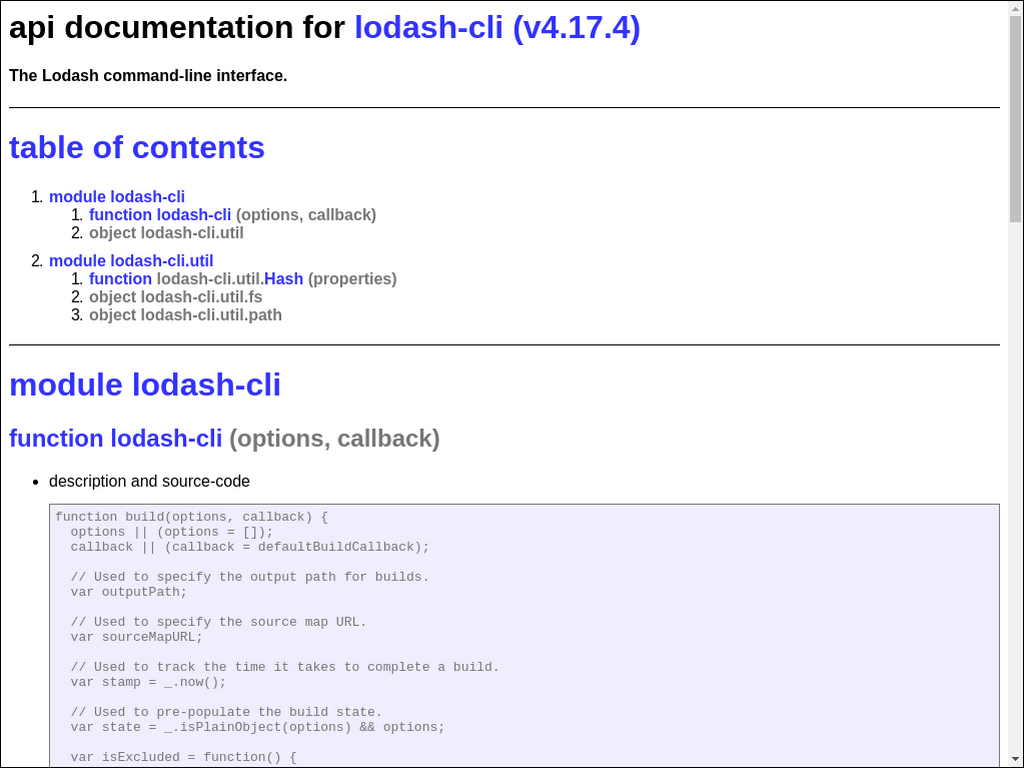 api documentation for lodash-cli (v4.17.4)
The Lodash command-line interface.
table of contents
1. module lodash-cli
1. function lodash-cli (options, callback)
2. object lodash-cli.util
2. module lodash-cli.util
1. function lodash-cli.util.Hash (properties)
2. object lodash-cli.util.fs
3. object lodash-cli.util.path
module lodash-cli
function lodash-cli (options, callback)
• description and source-code
function build(options, callback) {
  options || (options = []);
  callback || (callback = defaultBuildCallback);
  // Used to specify the output path for builds.
  var outputPath;
  // Used to specify the source map URL.
  var sourceMapURL;
  // Used to track the time it takes to complete a build.
  var stamp = _.now();
  // Used to pre-populate the build state.
  var state = _.isPlainObject(options) && options;
  var isExcluded = function() {